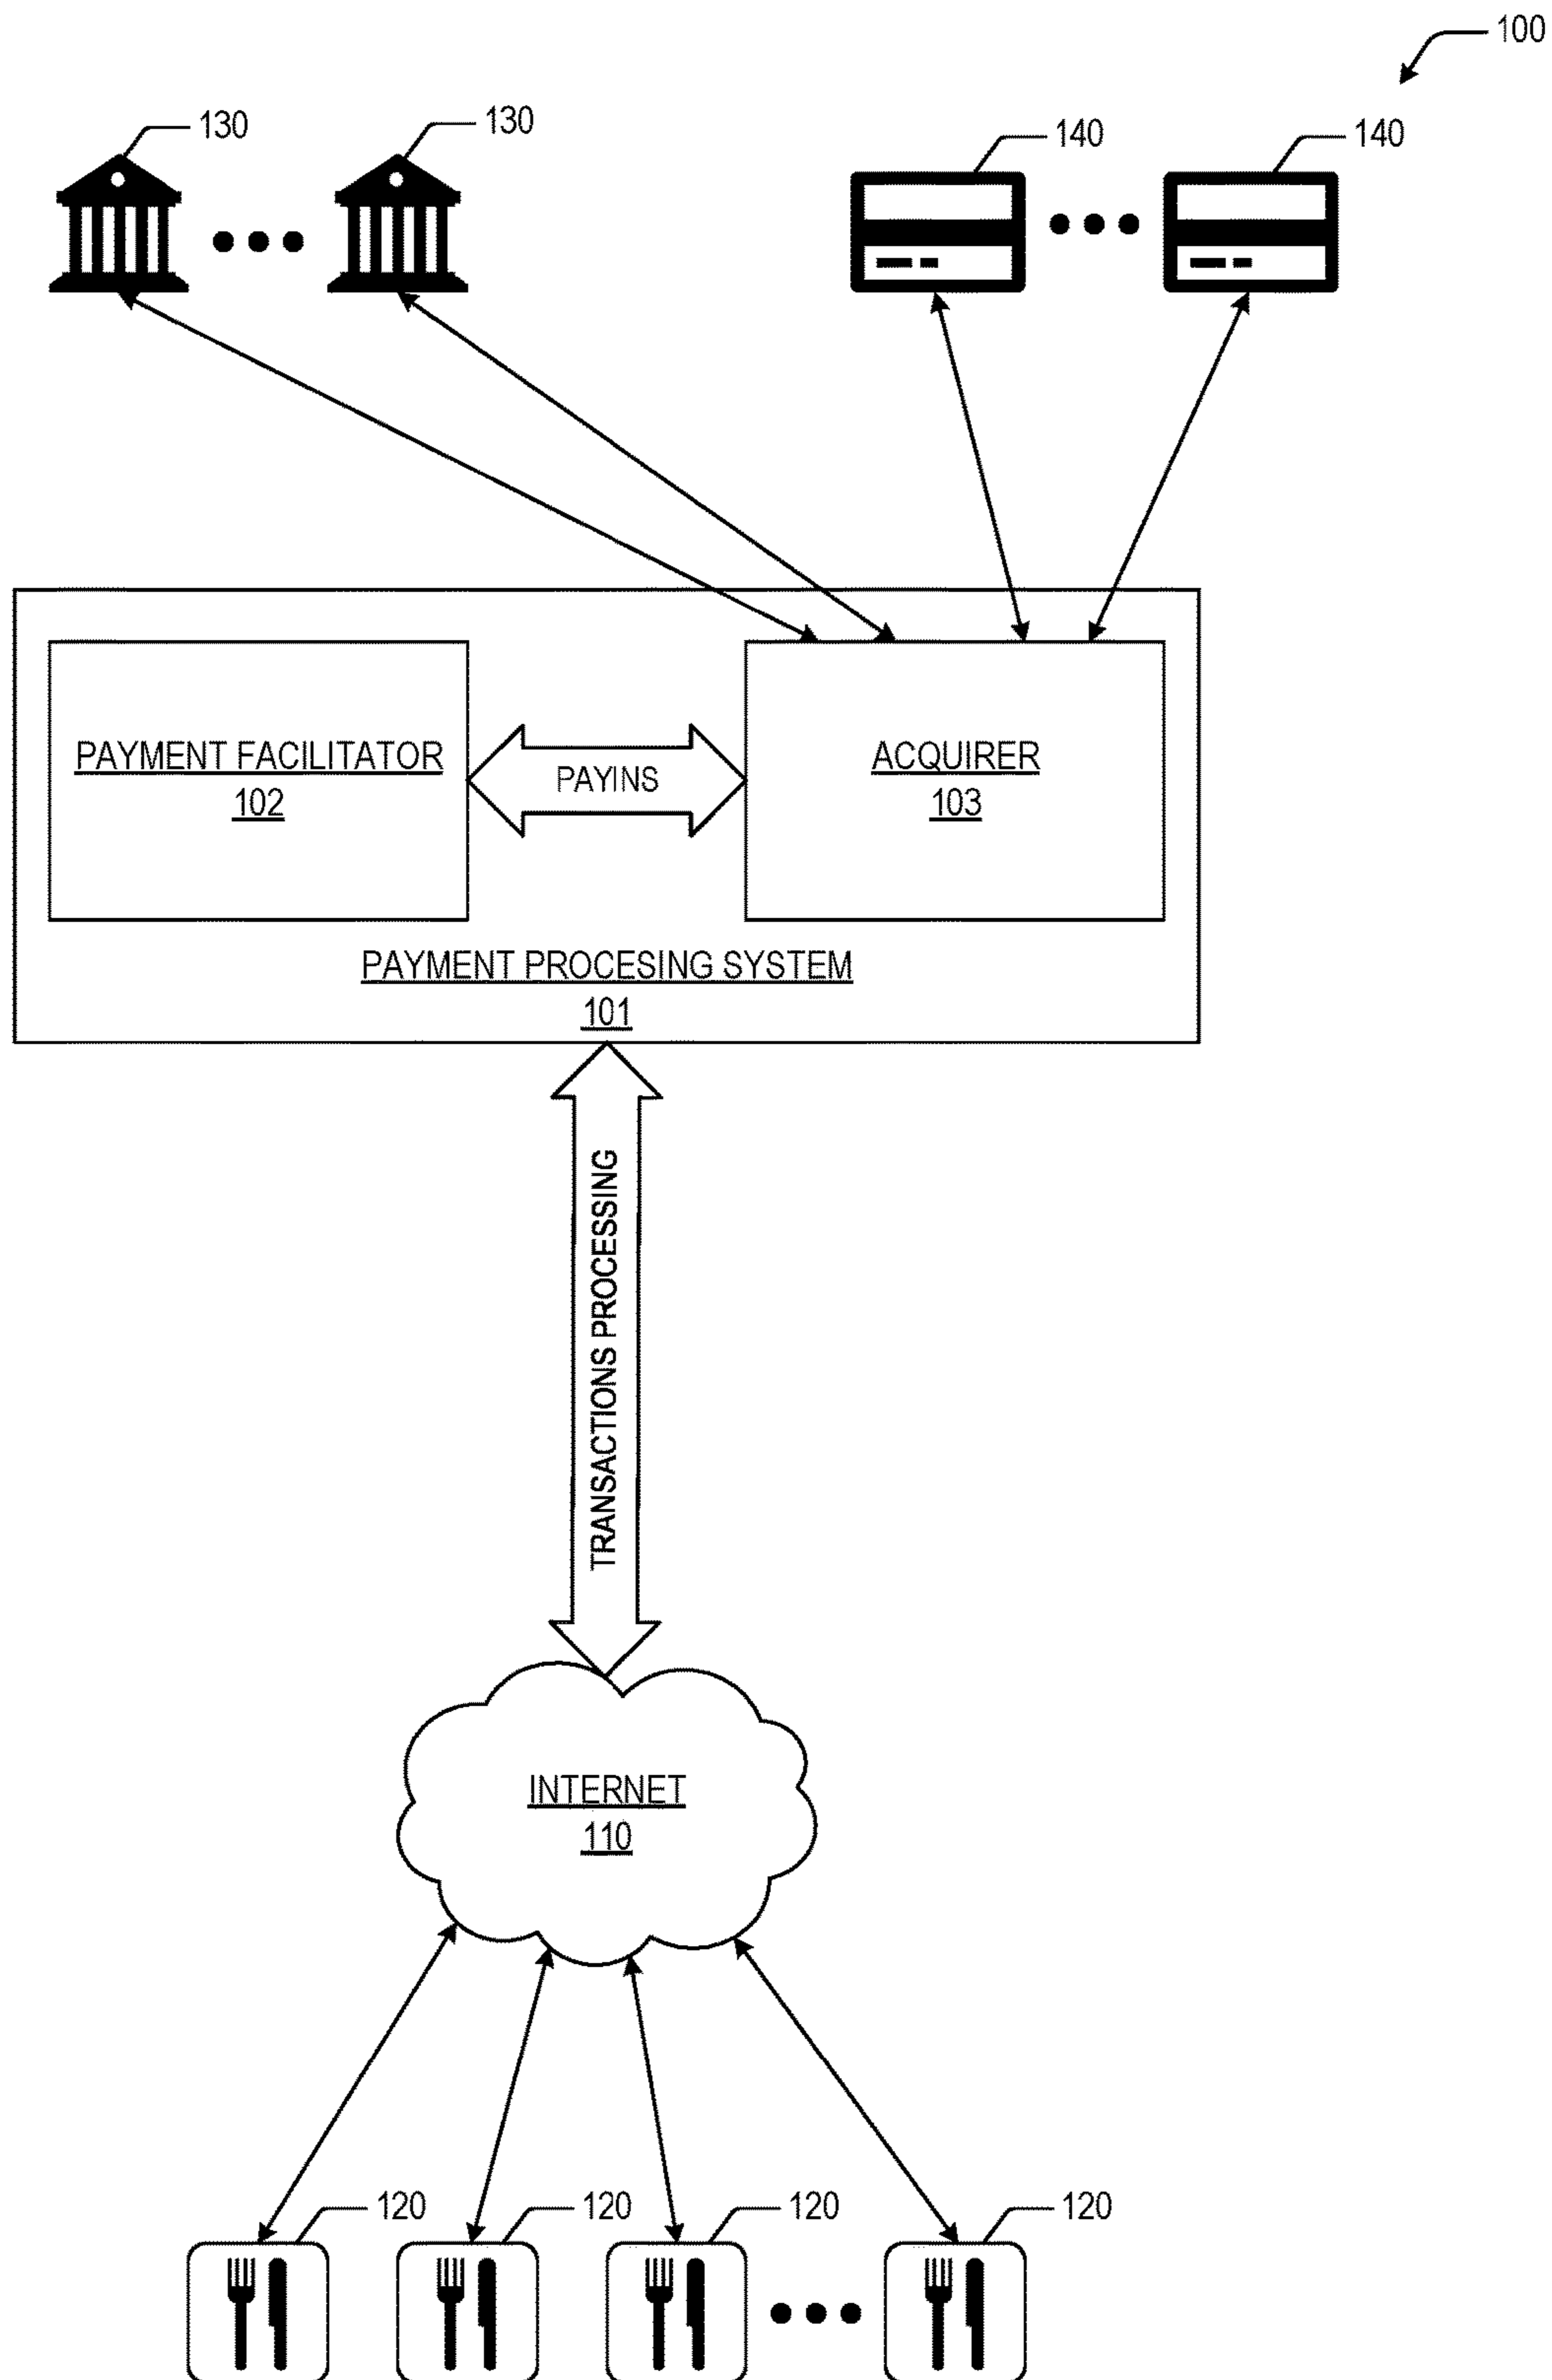 100
130
130
140
140
PAYMENT FACILITATOR
102
PAYINS
ACQUIRER
103
PAYMENT PROCESING SYSTEM
101
TRANSACTIONS PROCESSING
INTERNET
110
120
120
120
120